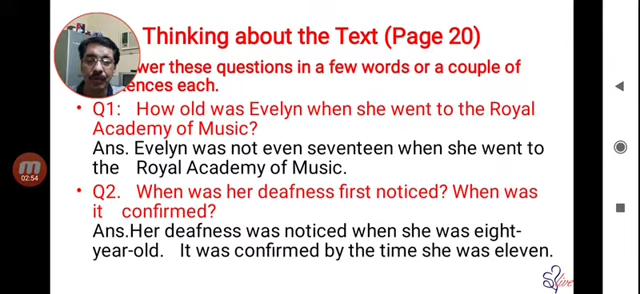 Thinking about the Text (Page 20)
wer these questions in a few words or a couple of
tences each.
• Q1: How old was Evelyn when she went to the Royal
Academy of Music?
Ans. Evelyn was not even seventeen when she went to
the Royal Academy of Music.
• Q2. When was her deafness first noticed? When was
it confirmed?
Ans.Her deafness was noticed when she was eight-
year-old. It was confirmed by the time she was eleven.
M
02:54
live